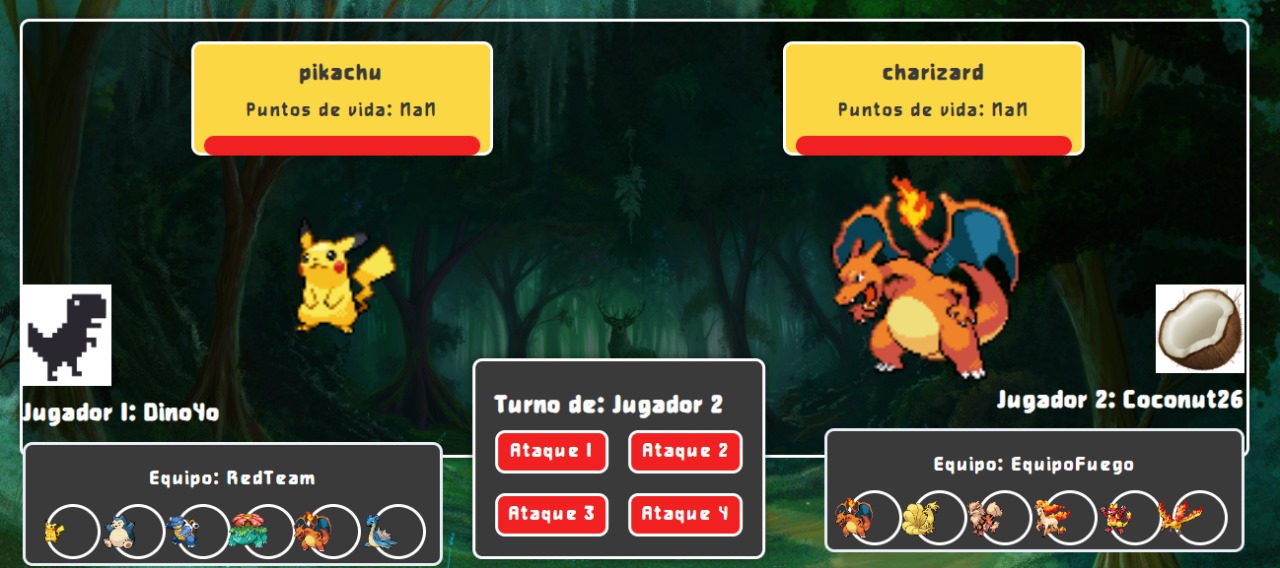 pikachu
Puntos de vida: NaN
charizard
Puntos de vida: NaN
Jugador 1: DinoYo
Turno de: Jugador 2
Ataque 1
Ataque 2
Ataque 3
Ataque 4
Jugador 2: Coconut26
Equipo: RedTeam
Equipo: EquipoFuego